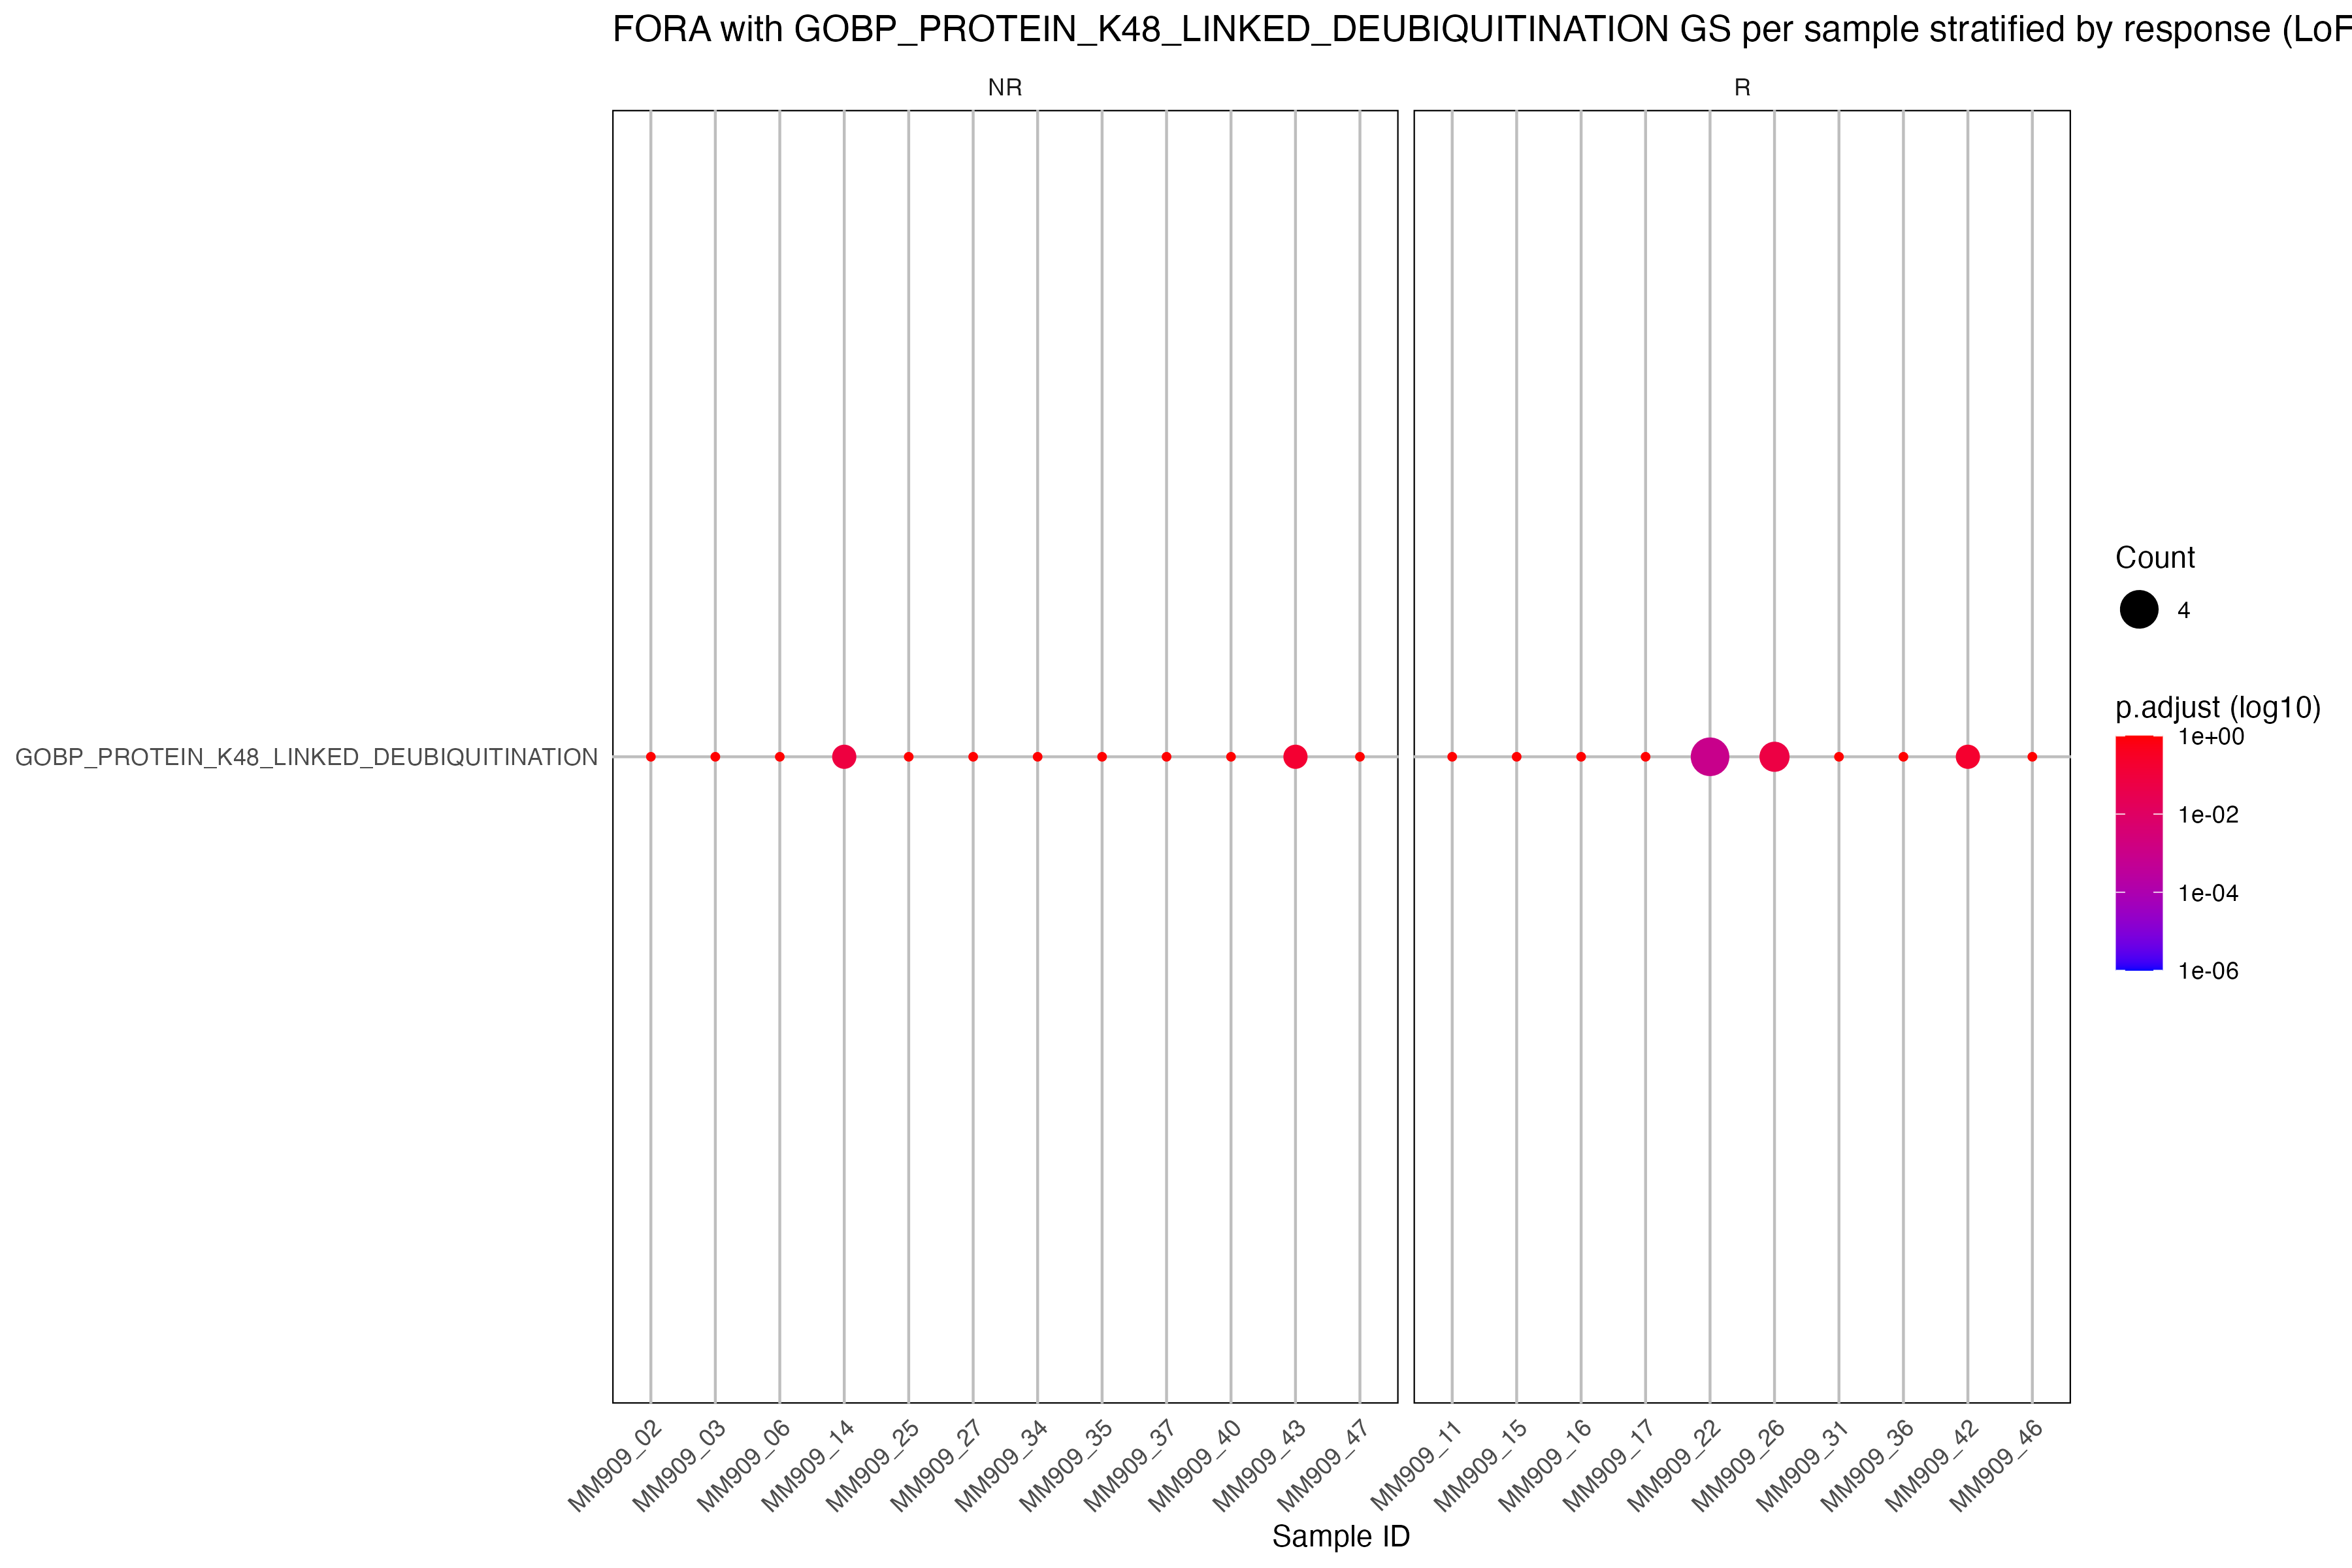 FORA with GOBP_PROTEIN_K48_LINKED_DEUBIQUITINATION GS per sample stratified by response (LoF
NR
R
GOBP_PROTEIN_K48_LINKED_DEUBIQUITINATION
Count
4
p.adjust (log10)
1e+00
1e-02
1e-04
1e-06
MM909_02
MM909_03
MM909_06
MM909_14
MM909_25
MM909_27
MM909_34
MM909_35
MM909_37
MM909_40
MM909_43
MM909_47
MM909_11
MM909_15
MM909_16
MM909_17
MM909_22
MM909_26
MM909_31
MM909_36
MM909_42
MM909_46
Sample ID